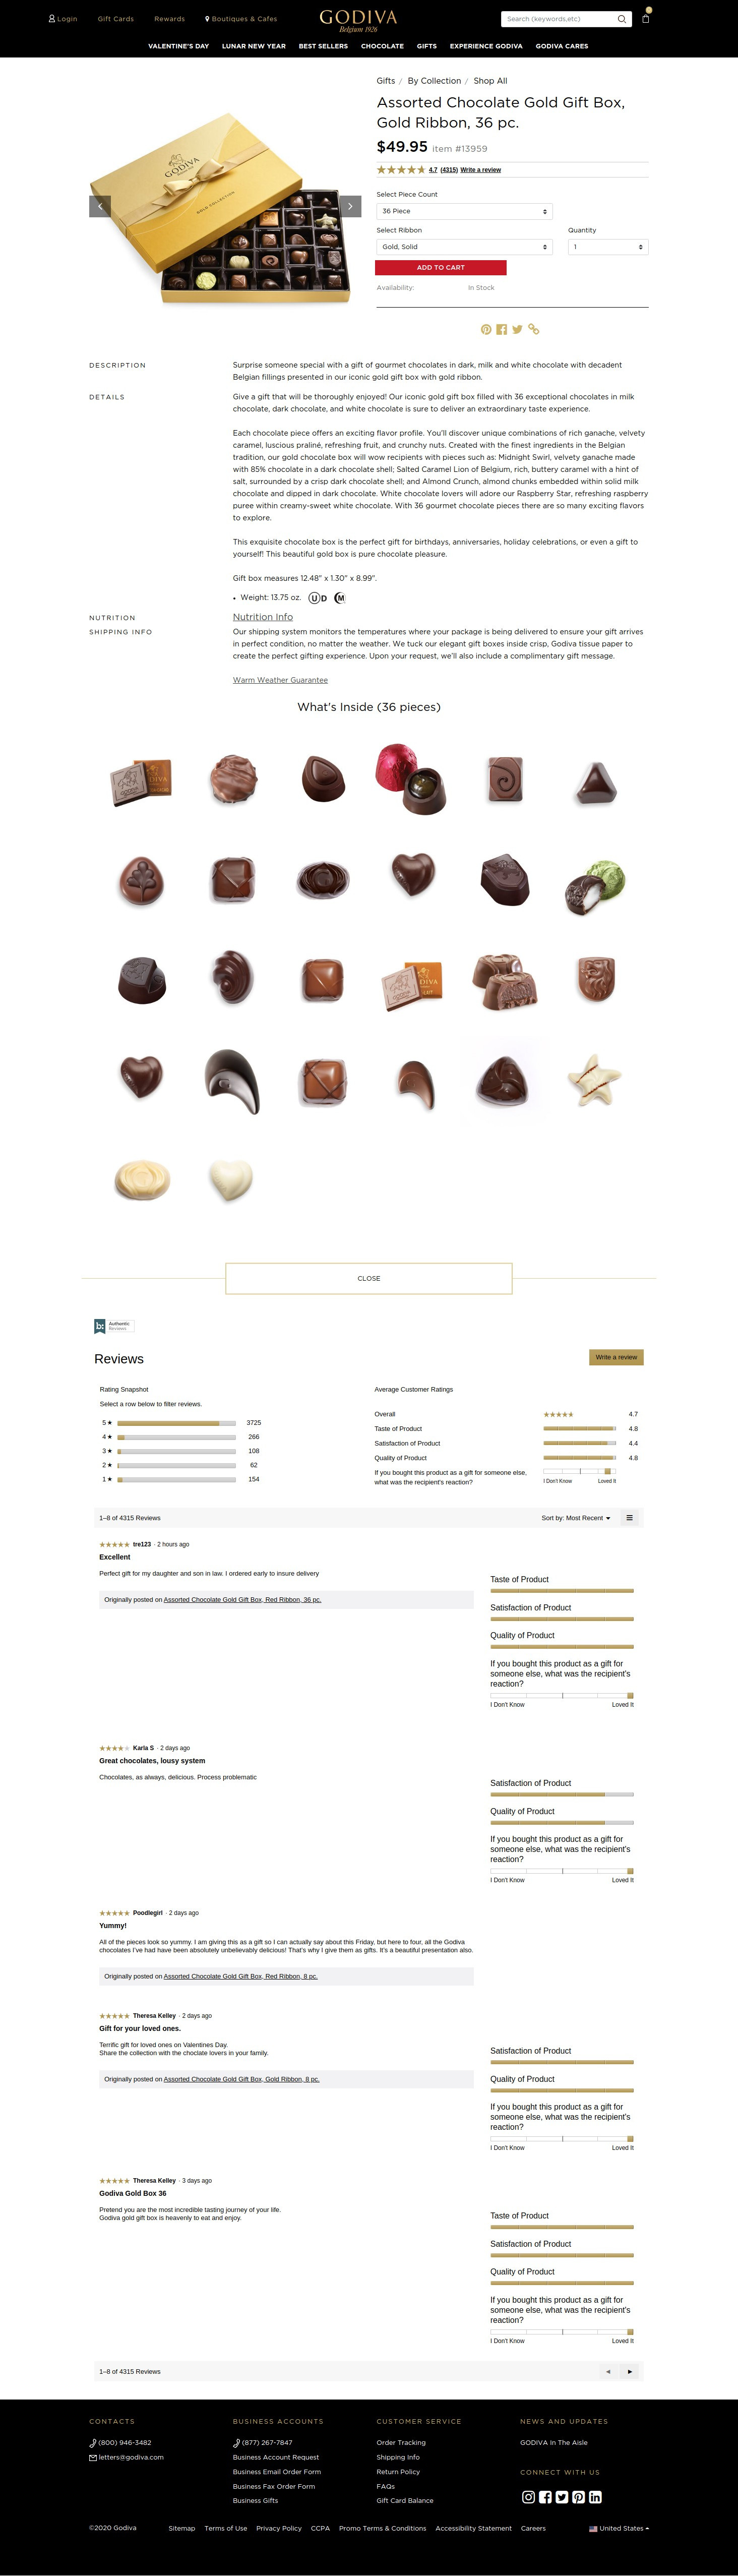 Login
Gift Cards
Rewards
Boutiques & Cafes
GODIVA
Belgium 1926
Search (keywords,etc)
VALENTINE'S DAY
LUNAR NEW YEAR
BEST SELLERS
CHOCOLATE
GIFTS
EXPERIENCE GODIVA
GODIVA CARES
Gifts / By Collection / Shop All
Assorted Chocolate Gold Gift Box,
Gold Ribbon, 36 pc.
$49.95 Item #13959
4.7 (4315) Write a review
Select Piece Count
36 Piece
Select Ribbon
Quantity
Gold, Solid
1
ADD TO CART
Availability: In Stock
GODIVA
GOLD COLLECTION
DESCRIPTION
Surprise someone special with a gift of gourmet chocolates in dark, milk and white chocolate with decadent
Belgian fillings presented in our iconic gold gift box with gold ribbon.
DETAILS
Give a gift that will be thoroughly enjoyed! Our iconic gold gift box filled with 36 exceptional chocolates in milk
chocolate, dark chocolate, and white chocolate is sure to deliver an extraordinary taste experience.
Each chocolate piece offers an exciting flavor profile. You'll discover unique combinations of rich ganache, velvety
caramel, luscious praliné, refreshing fruit, and crunchy nuts. Created with the finest ingredients in the Belgian
tradition, our gold chocolate box will wow recipients with pieces such as: Midnight Swirl, velvety ganache made
with 85% chocolate in a dark chocolate shell; Salted Caramel Lion of Belgium, rich, buttery caramel with a hint of
salt, surrounded by a crisp dark chocolate shell; and Almond Crunch, almond chunks embedded within solid milk
chocolate and dipped in dark chocolate. White chocolate lovers will adore our Raspberry Star, refreshing raspberry
puree within creamy-sweet white chocolate. With 36 gourmet chocolate pieces there are so many exciting flavors
to explore.
This exquisite chocolate box is the perfect gift for birthdays, anniversaries, holiday celebrations, or even a gift to
yourself! This beautiful gold box is pure chocolate pleasure.
Gift box measures 12.48" x 1.30" x 8.99".
• Weight: 13.75 oz. U D M
NUTRITION
Nutrition Info
SHIPPING INFO
Our shipping system monitors the temperatures where your package is being delivered to ensure your gift arrives
in perfect condition, no matter the weather. We tuck our elegant gift boxes inside crisp, Godiva tissue paper to
create the perfect gifting experience. Upon your request, we'll also include a complimentary gift message.
Warm Weather Guarantee
What's Inside (36 pieces)
CLOSE
b: Authentic
Reviews
Reviews
Write a review
Rating Snapshot
Select a row below to filter reviews.
5 ★ 3725
4 ★ 266
3 ★ 108
2 ★ 62
1 ★ 154
Average Customer Ratings
Overall ★★★★★ 4.7
Taste of Product 4.8
Satisfaction of Product 4.4
Quality of Product 4.8
If you bought this product as a gift for someone else,
what was the recipient's reaction?
I Don't Know Loved It
1–8 of 4315 Reviews
Sort by: Most Recent ▼
★★★★★ tre123 · 2 hours ago
Excellent
Perfect gift for my daughter and son in law. I ordered early to insure delivery
Originally posted on Assorted Chocolate Gold Gift Box, Red Ribbon, 36 pc.
Taste of Product
Satisfaction of Product
Quality of Product
If you bought this product as a gift for
someone else, what was the recipient's
reaction?
I Don't Know Loved It
★★★★★ Karla S · 2 days ago
Great chocolates, lousy system
Chocolates, as always, delicious. Process problematic
Satisfaction of Product
Quality of Product
If you bought this product as a gift for
someone else, what was the recipient's
reaction?
I Don't Know Loved It
★★★★★ Poodlegirl · 2 days ago
Yummy!
All of the pieces look so yummy. I am giving this as a gift so I can actually say about this Friday, but here to four, all the Godiva
chocolates I've had have been absolutely unbelievably delicious! That's why I give them as gifts. It's a beautiful presentation also.
Originally posted on Assorted Chocolate Gold Gift Box, Red Ribbon, 8 pc.
★★★★★ Theresa Kelley · 2 days ago
Gift for your loved ones.
Terrific gift for loved ones on Valentines Day.
Share the collection with the choclate lovers in your family.
Originally posted on Assorted Chocolate Gold Gift Box, Gold Ribbon, 8 pc.
Satisfaction of Product
Quality of Product
If you bought this product as a gift for
someone else, what was the recipient's
reaction?
I Don't Know Loved It
★★★★★ Theresa Kelley · 3 days ago
Godiva Gold Box 36
Pretend you are the most incredible tasting journey of your life.
Godiva gold gift box is heavenly to eat and enjoy.
Taste of Product
Satisfaction of Product
Quality of Product
If you bought this product as a gift for
someone else, what was the recipient's
reaction?
I Don't Know Loved It
1–8 of 4315 Reviews
◄ ►
CONTACTS
(800) 946-3482
letters@godiva.com
BUSINESS ACCOUNTS
(877) 267-7847
Business Account Request
Business Email Order Form
Business Fax Order Form
Business Gifts
CUSTOMER SERVICE
Order Tracking
Shipping Info
Return Policy
FAQs
Gift Card Balance
NEWS AND UPDATES
GODIVA In The Aisle
CONNECT WITH US
©2020 Godiva
Sitemap
Terms of Use
Privacy Policy
CCPA
Promo Terms & Conditions
Accessibility Statement
Careers
United States